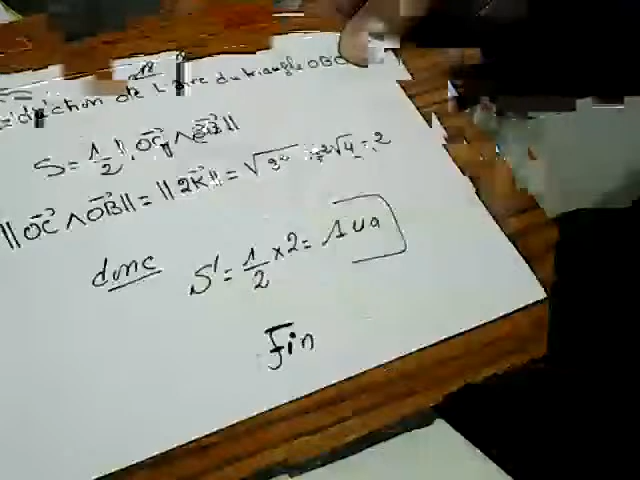 déduction de l'aire du triangle OBC
S = 1/2 ||OC⃗ ∧ OB⃗||
||OC⃗ ∧ OB⃗|| = ||2K⃗|| = √2² = √4 = 2
donc S = 1/2 × 2 = 1 ua
Fin